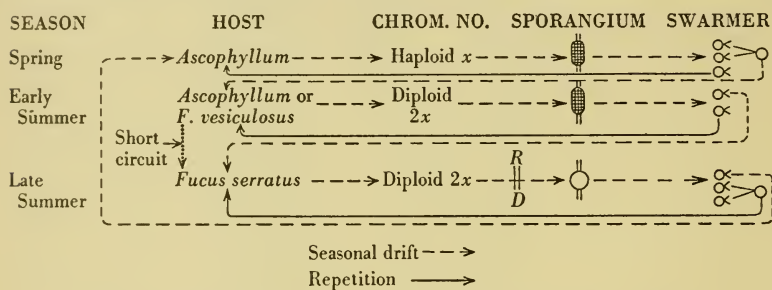 SEASON HOST CHROM. NO. SPORANGIUM SWARMER
Spring Ascophyllum Haploid x
Early Summer Ascophyllum or F. vesiculosus Diploid 2x
Short circuit
Late Summer Fucus serratus Diploid 2x R D
Seasonal drift
Repetition